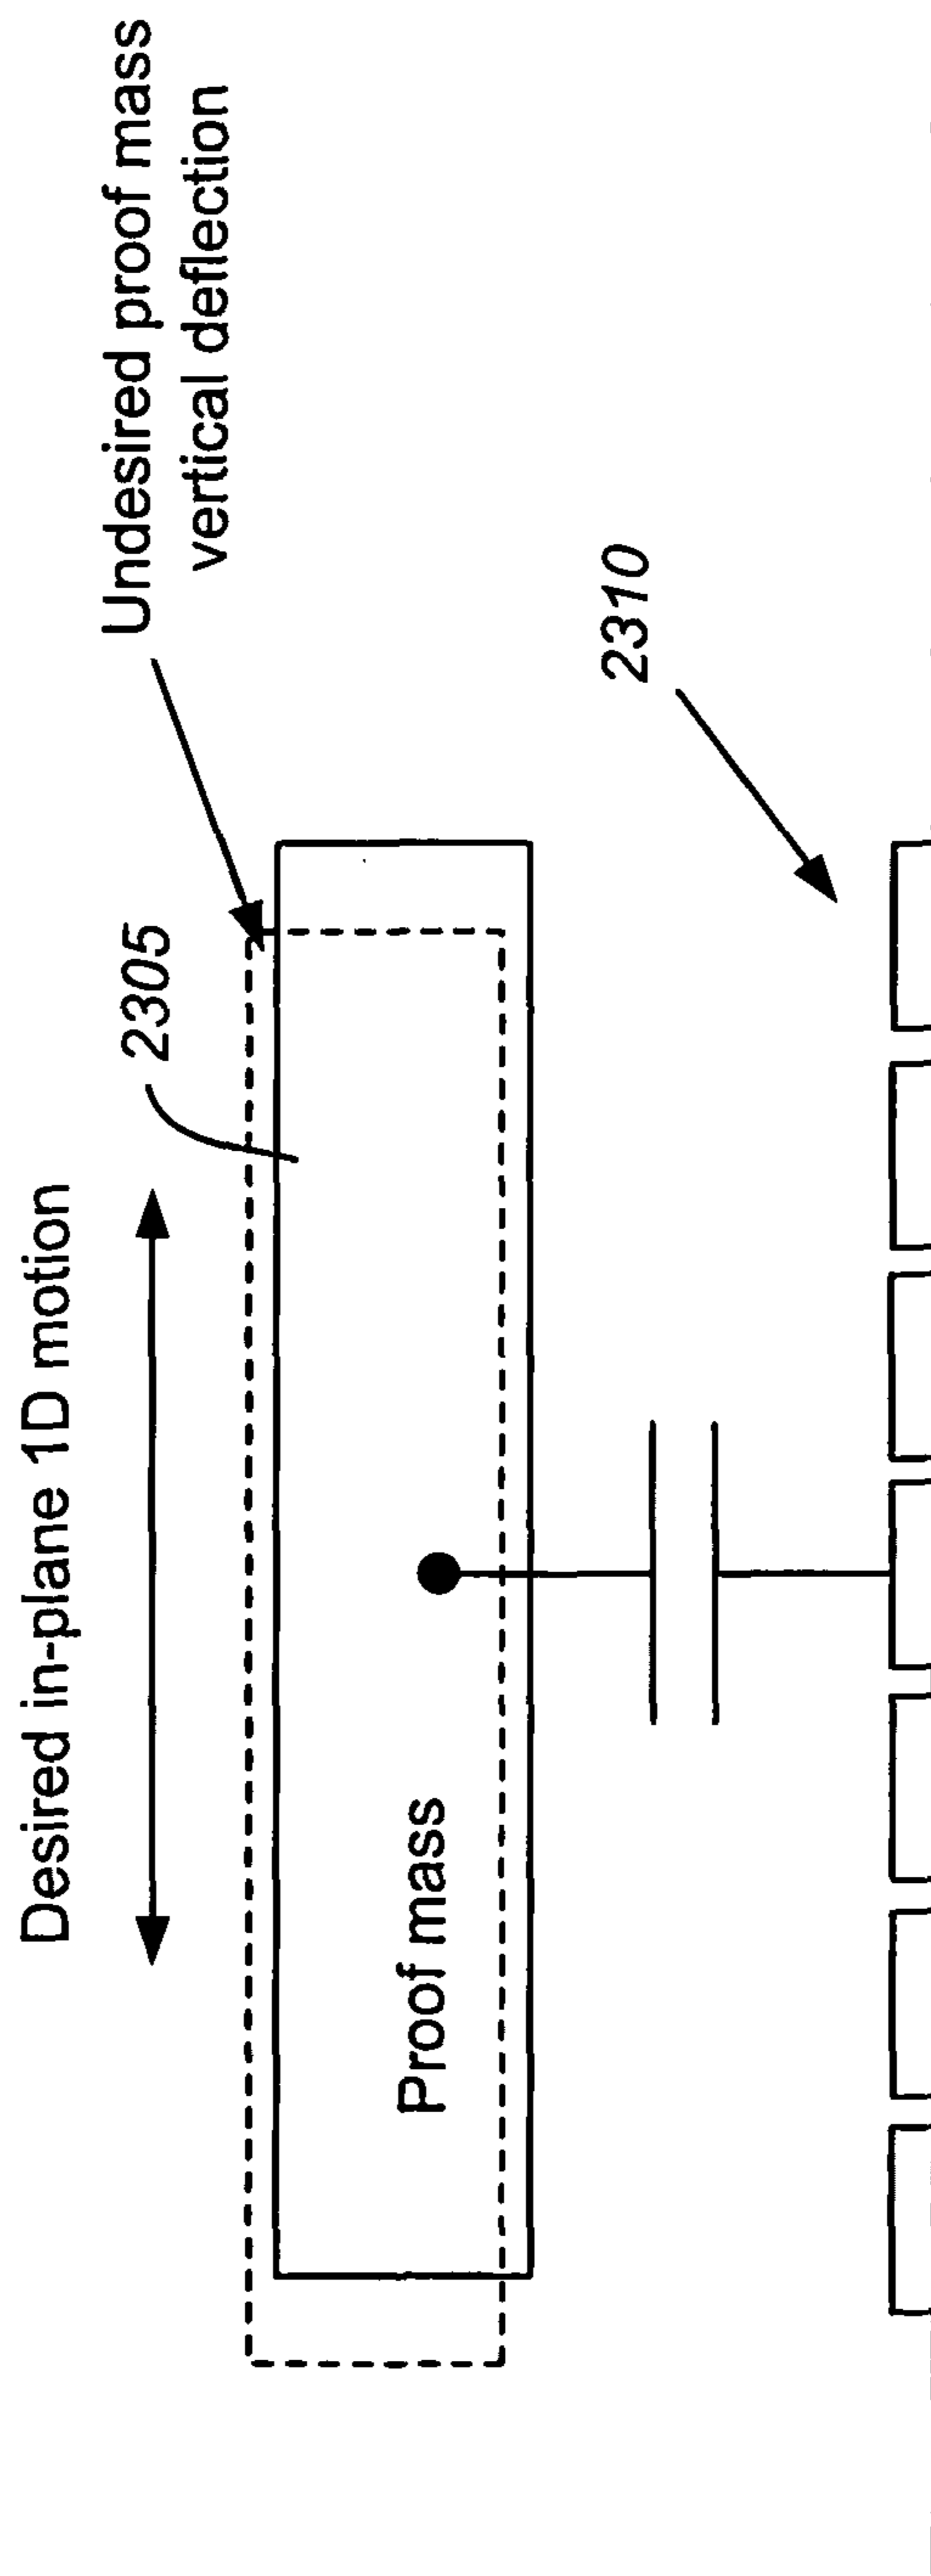 Desired in-plane 1D motion
Undesired proof mass
vertical deflection
2305
Proof mass
2310